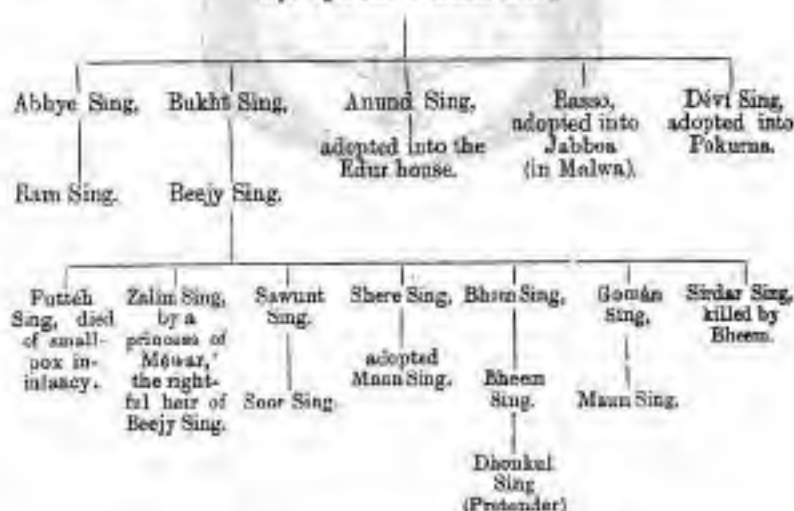 Abhye Sing, Bukht Sing, Anund Sing, Rasso, Dévi Sing,
adopted into the adopted into adopted into
Edur house. Jabboa Pokurna.
(in Malwa).
Ram Sing. Beejy Sing.
Futteh Zalim Sing, Sawunt Shere Sing, Bhom Sing, Gomán Sirdar Sing,
Sing, died by a Sing. Sing, killed by
of small- princess of adopted Bheem.
pox in- Méwar, Maun Sing. Bheem
infancy. the right- Soor Sing. Sing. Maun Sing.
ful heir of
Beejy Sing.
Dhonkul
Sing
(Pretender)